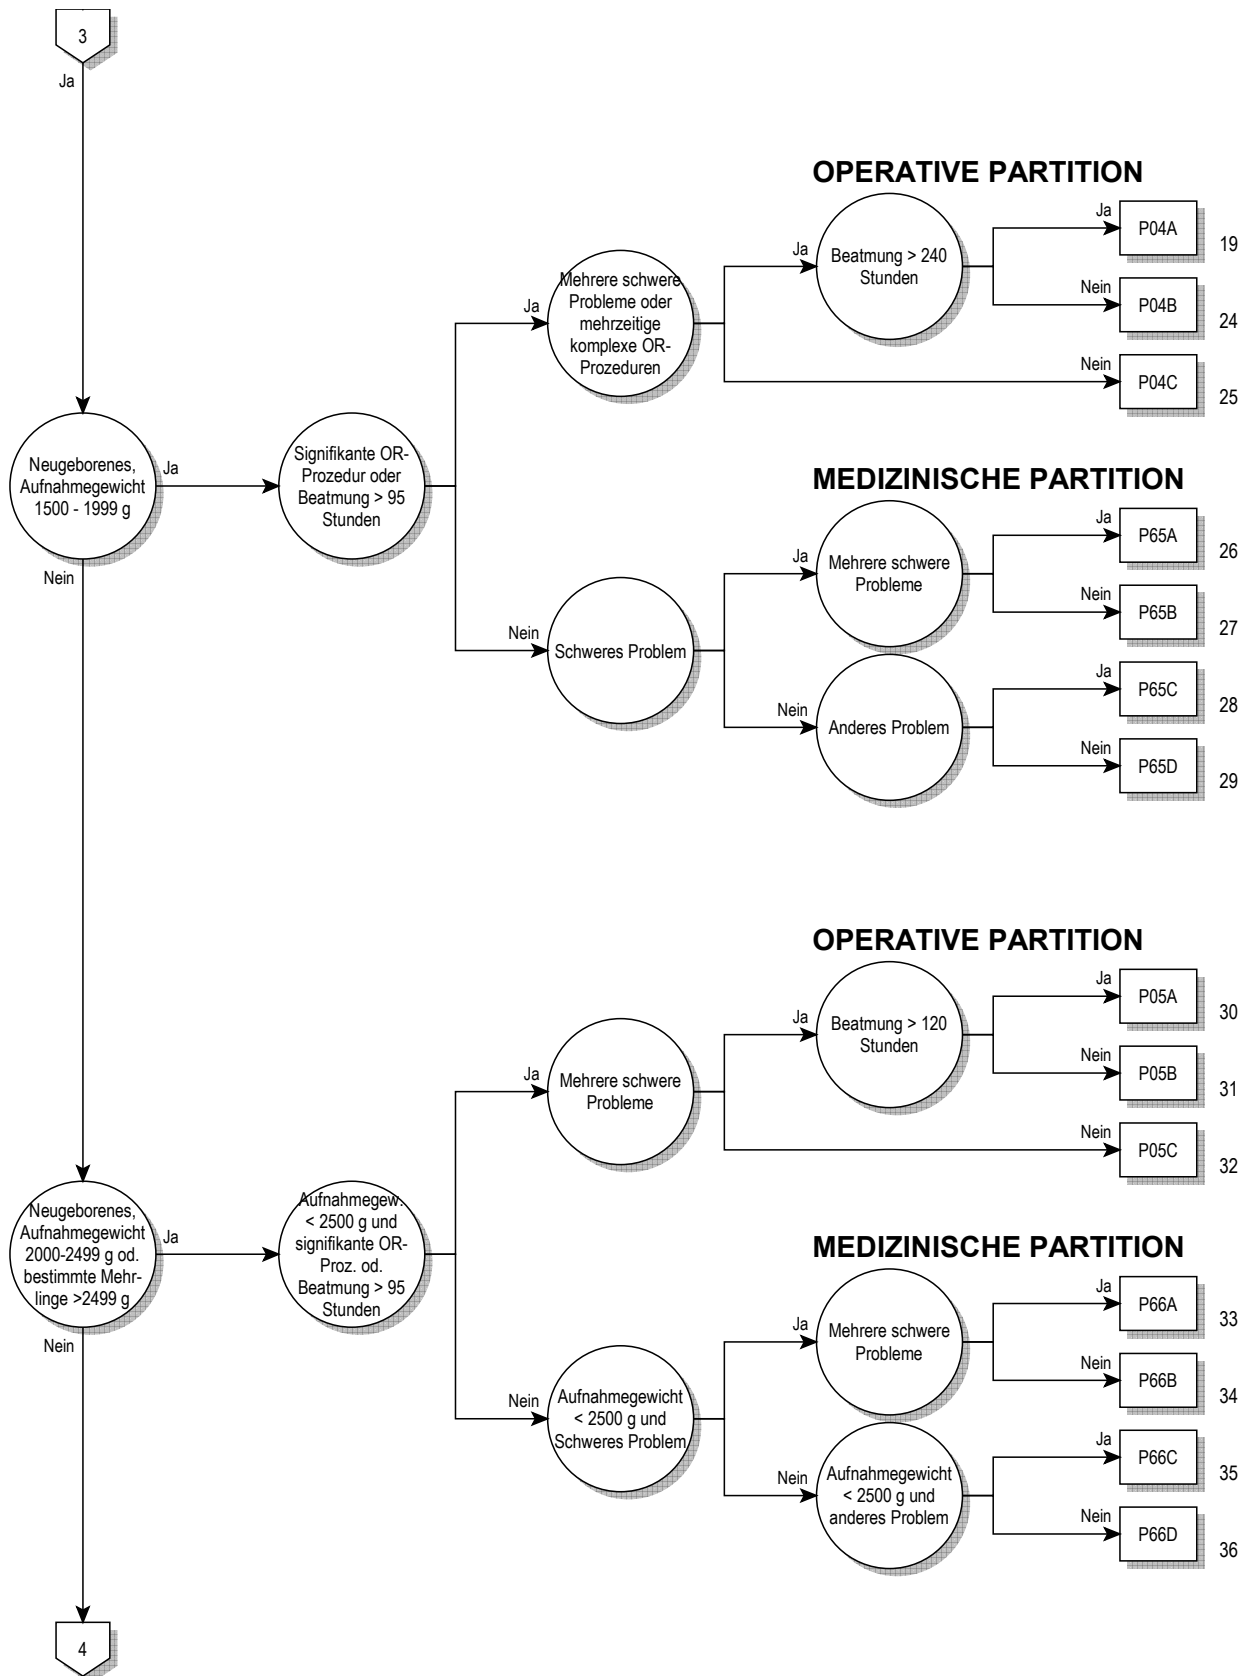 3
Ja
OPERATIVE PARTITION
Ja
P04A
19
Ja
Beatmung > 240
Stunden
Nein
P04B
24
Ja
Mehrere schwere
Probleme oder
mehrzeitige
komplexe OR-
Prozeduren
Nein
P04C
25
Neugeborenes,
Aufnahmegewicht
1500 - 1999 g
Ja
Signifikante OR-
Prozedur oder
Beatmung > 95
Stunden
MEDIZINISCHE PARTITION
Ja
P65A
26
Ja
Mehrere schwere
Probleme
Nein
P65B
27
Nein
Nein
Schweres Problem
Ja
P65C
28
Nein
Anderes Problem
Nein
P65D
29
OPERATIVE PARTITION
Ja
P05A
30
Ja
Beatmung > 120
Stunden
Nein
P05B
31
Ja
Mehrere schwere
Probleme
Nein
P05C
32
Neugeborenes,
Aufnahmegewicht
2000-2499 g od.
bestimmte Mehr-
linge >2499 g
Ja
Aufnahmegew.
< 2500 g und
signifikante OR-
Proz. od.
Beatmung > 95
Stunden
MEDIZINISCHE PARTITION
Ja
P66A
33
Ja
Mehrere schwere
Probleme
Nein
P66B
34
Nein
Nein
Aufnahmegewicht
< 2500 g und
Schweres Problem
Ja
P66C
35
Nein
Aufnahmegewicht
< 2500 g und
anderes Problem
Nein
P66D
36
4